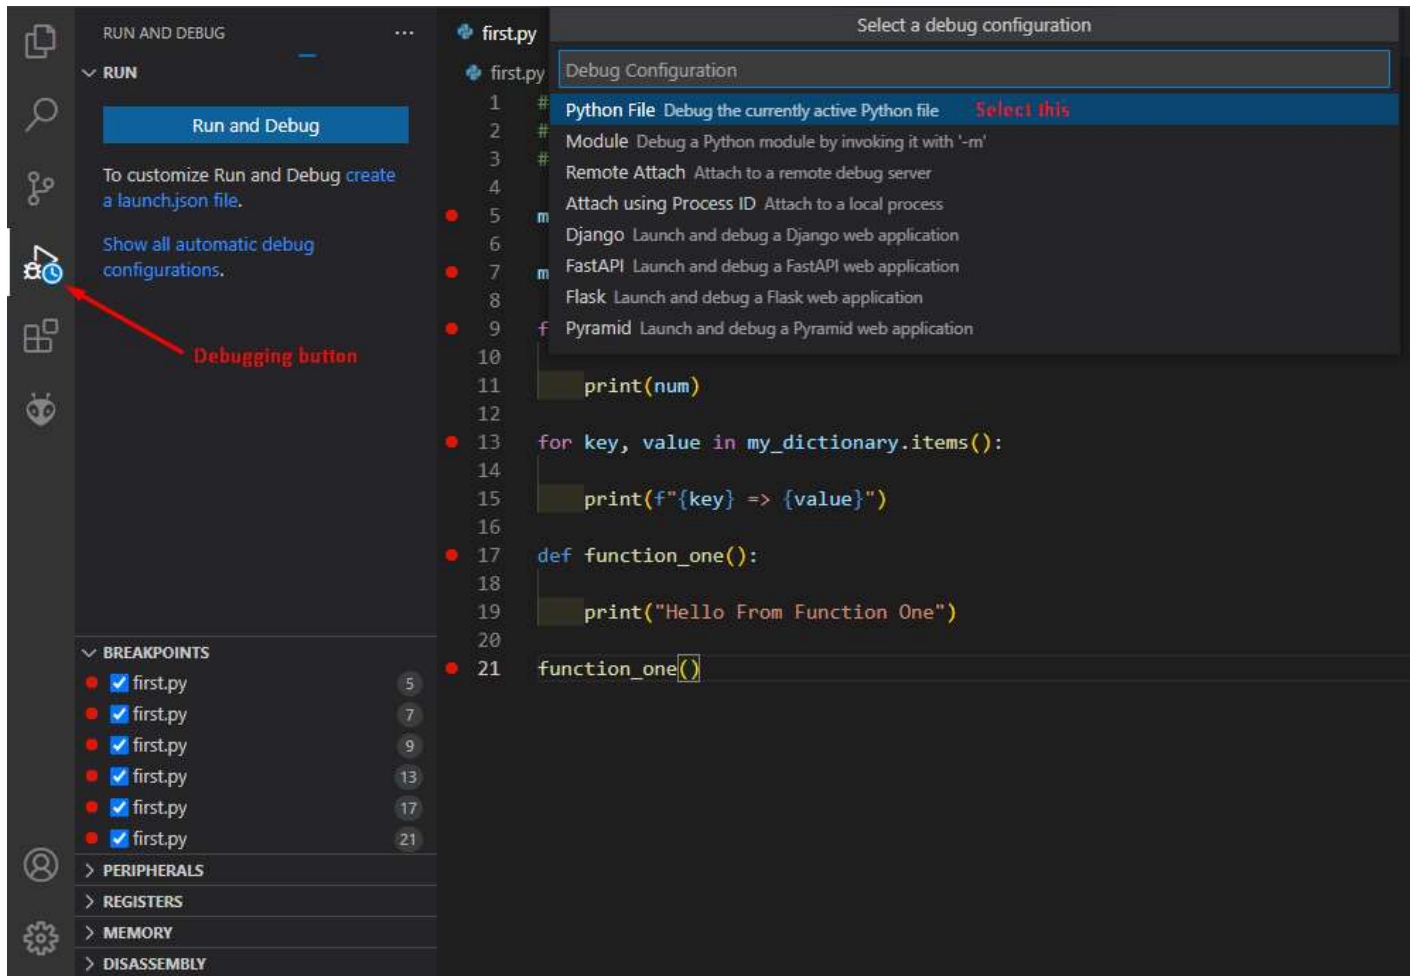 RUN AND DEBUG ...
RUN
Run and Debug
To customize Run and Debug create
a launch.json file.
Show all automatic debug
configurations.
Debugging button
BREAKPOINTS
first.py 5
first.py 7
first.py 9
first.py 13
first.py 17
first.py 21
PERIPHERALS
REGISTERS
MEMORY
DISASSEMBLY
first.py
first.py
Select a debug configuration
Debug Configuration
Python File Debug the currently active Python file Select this
Module Debug a Python module by invoking it with '-m'
Remote Attach Attach to a remote debug server
Attach using Process ID Attach to a local process
Django Launch and debug a Django web application
FastAPI Launch and debug a FastAPI web application
Flask Launch and debug a Flask web application
Pyramid Launch and debug a Pyramid web application
1 #
2 #
3 #
4
5 m
6
7 m
8
9 f
10
11 print(num)
12
13 for key, value in my_dictionary.items():
14
15 print(f"{key} => {value}")
16
17 def function_one():
18
19 print("Hello From Function One")
20
21 function_one()